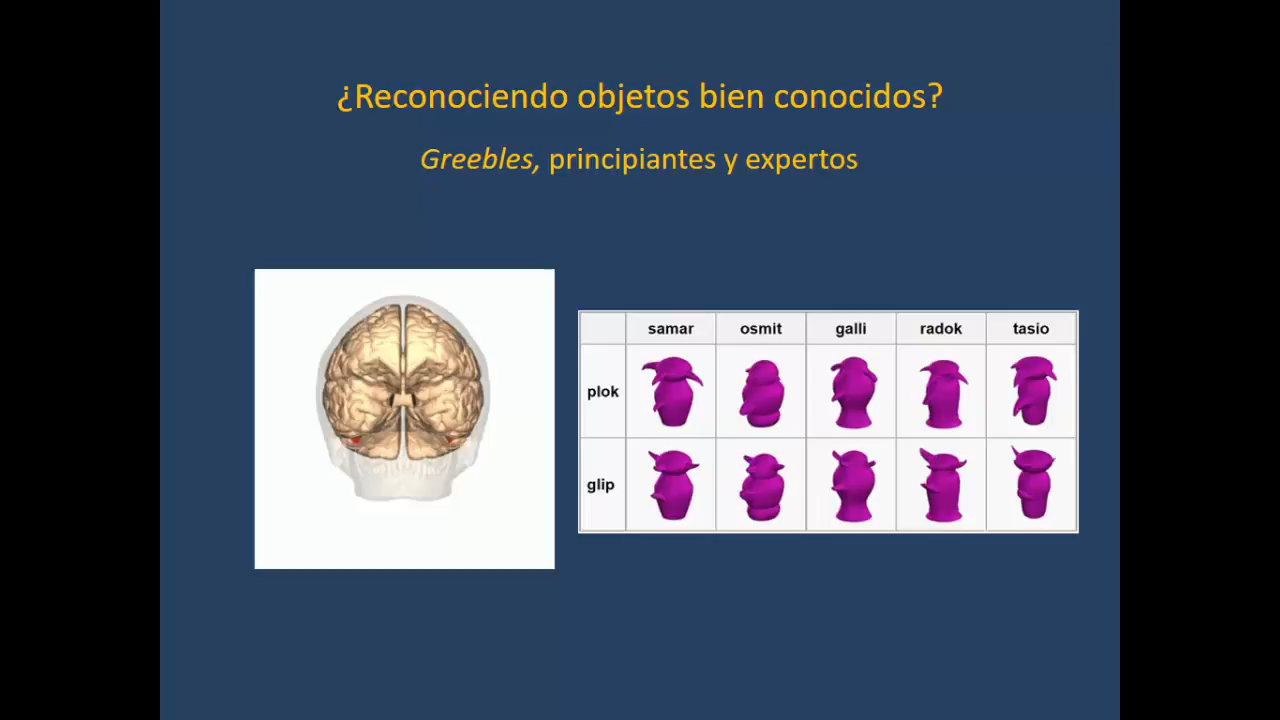 ¿Reconociendo objetos bien conocidos?
Greebles, principiantes y expertos
samar osmit galli radok tasio
plok
glip